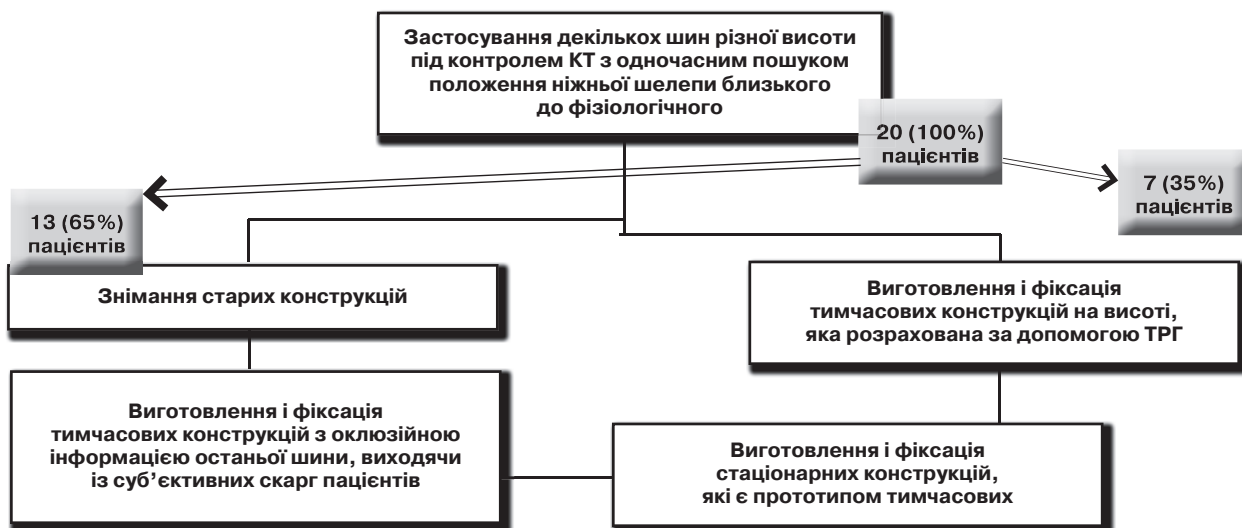 Застосування декількох шин різної висоти
під контролем КТ з одночасним пошуком
положення ніжньої шелепи близького
до фізіологічного
20 (100%)
пацієнтів
7 (35%)
пацієнтів
13 (65%)
пацієнтів
Знімання старих конструкцій
Виготовлення і фіксація
тимчасових конструкцій на висоті,
яка розрахована за допомогою ТРГ
Виготовлення і фіксація
тимчасових конструкцій з оклюзійною
інформацією останьої шини, виходячи
із суб’єктивних скарг пацієнтів
Виготовлення і фіксація
стаціонарних конструкцій,
які є прототипом тимчасових